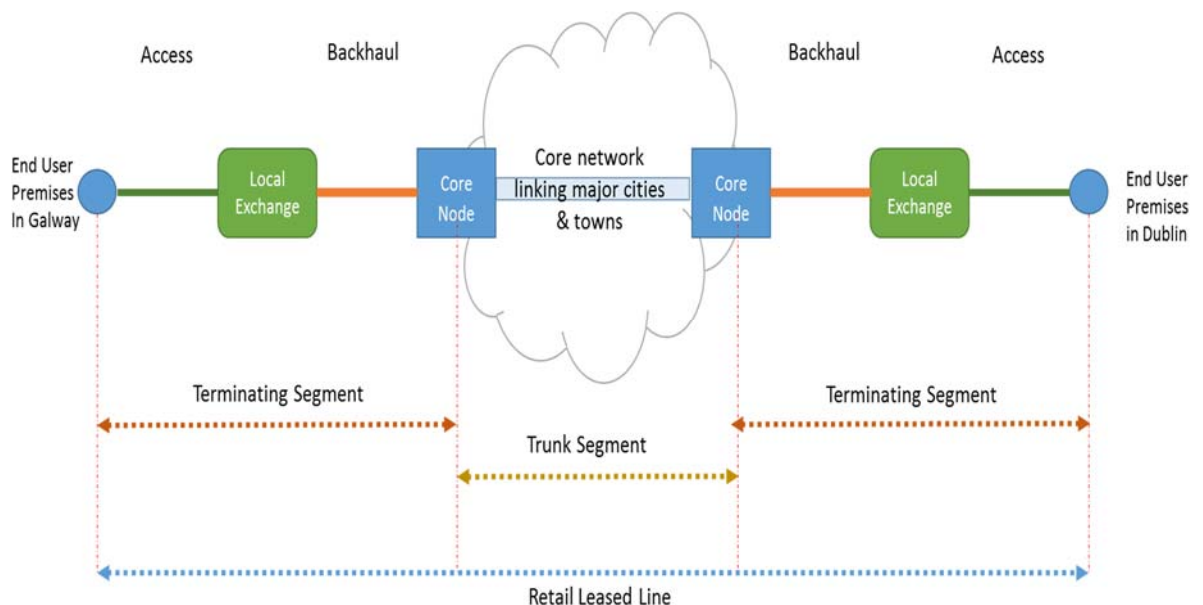 Access
Backhaul
Backhaul
Access
End User
Premises
In Galway
Local
Exchange
Core
Node
Core network
linking major cities
& towns
Core
Node
Local
Exchange
End User
Premises
in Dublin
Terminating Segment
Terminating Segment
Trunk Segment
Retail Leased Line